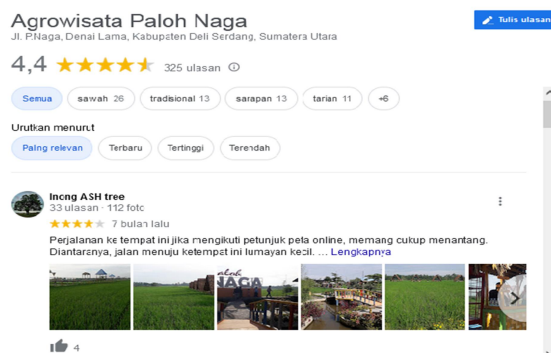 Agrowisata Paloh Naga
Jl. P.Naga, Denai Lama, Kabupaten Deli Serdang, Sumatera Utara
Tulis ulasan
4,4 325 ulasan
Semua sawah 26 tradisional 13 sarapan 13 tarian 11 +6
Urutkan menurut
Paling relevan Terbaru Tertinggi Terendah
Incng ASH tree
33 ulasan · 112 foto
7 bulan lalu
Perjalanan ke tempat ini jika mengikuti petunjuk peta online, memang cukup menantang.
Diantaranya, jalan menuju ketempat ini lumayan kecil. ... Lengkapnya
NAGA
4